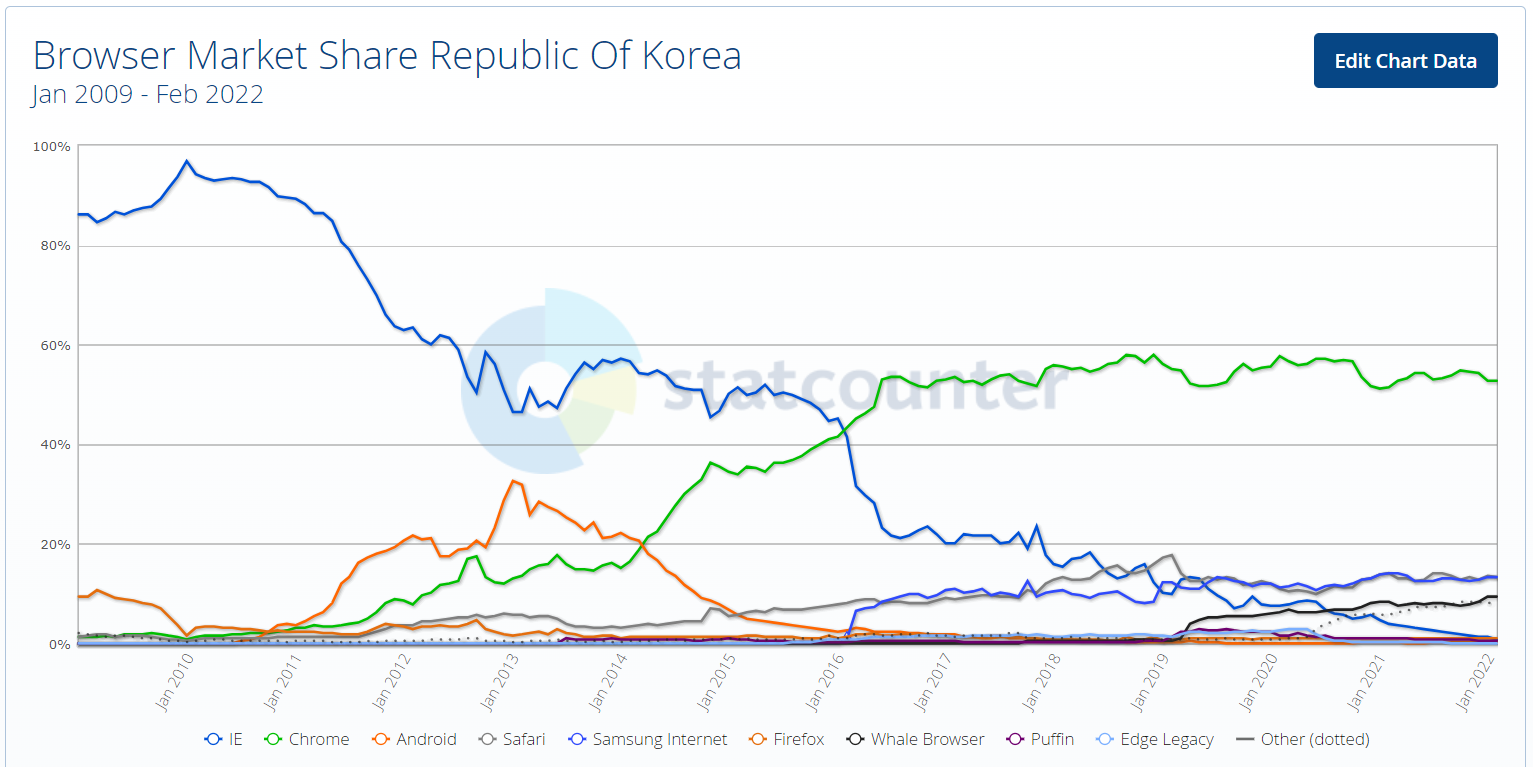 Browser Market Share Republic Of Korea
Jan 2009 - Feb 2022
Edit Chart Data
100%
80%
60%
40%
20%
0%
statcounter
Jan 2010
Jan 2011
Jan 2012
Jan 2013
Jan 2014
Jan 2015
Jan 2016
Jan 2017
Jan 2018
Jan 2019
Jan 2020
Jan 2021
Jan 2022
IE Chrome Android Safari Samsung Internet Firefox Whale Browser Puffin Edge Legacy Other (dotted)